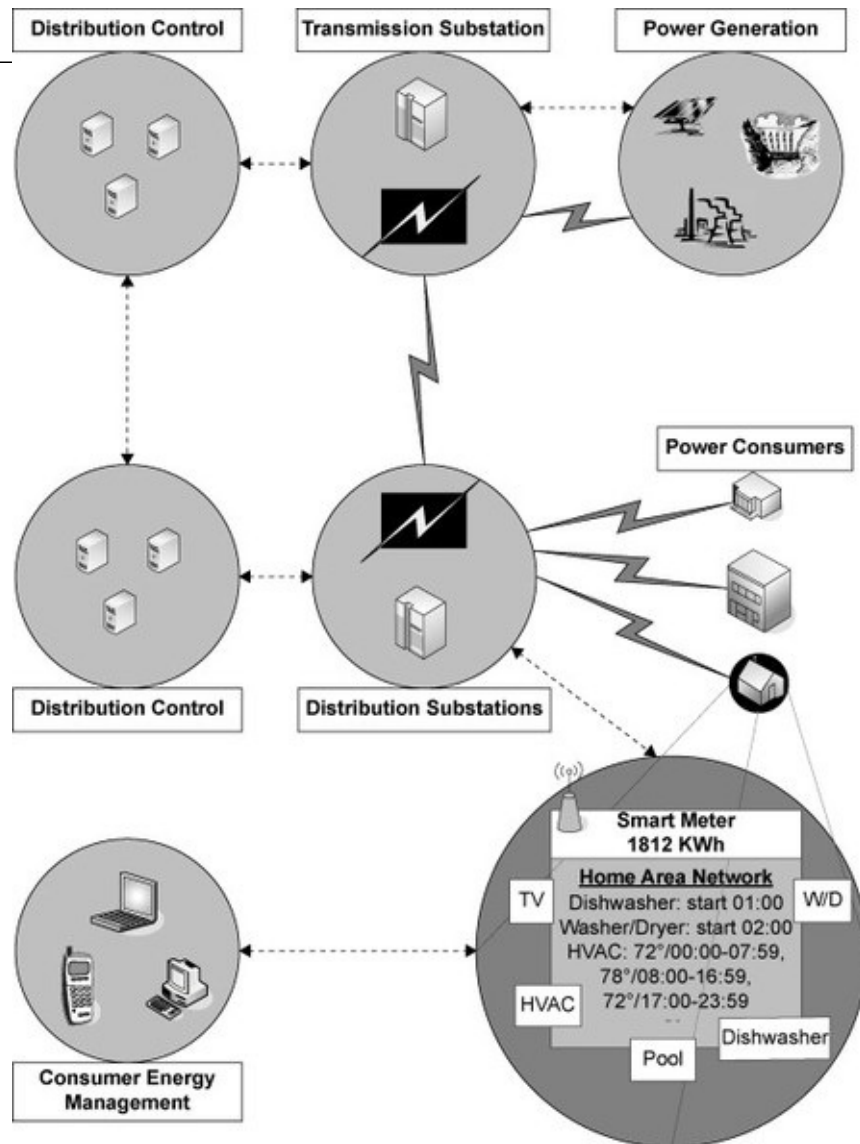 Distribution Control
Transmission Substation
Power Generation
Power Consumers
Distribution Control
Distribution Substations
Smart Meter
1812 KWh
Home Area Network
Dishwasher: start 01:00
Washer/Dryer: start 02:00
HVAC: 72°/00:00-07:59,
78°/08:00-16:59,
72°/17:00-23:59
TV
W/D
HVAC
Pool
Dishwasher
Consumer Energy
Management